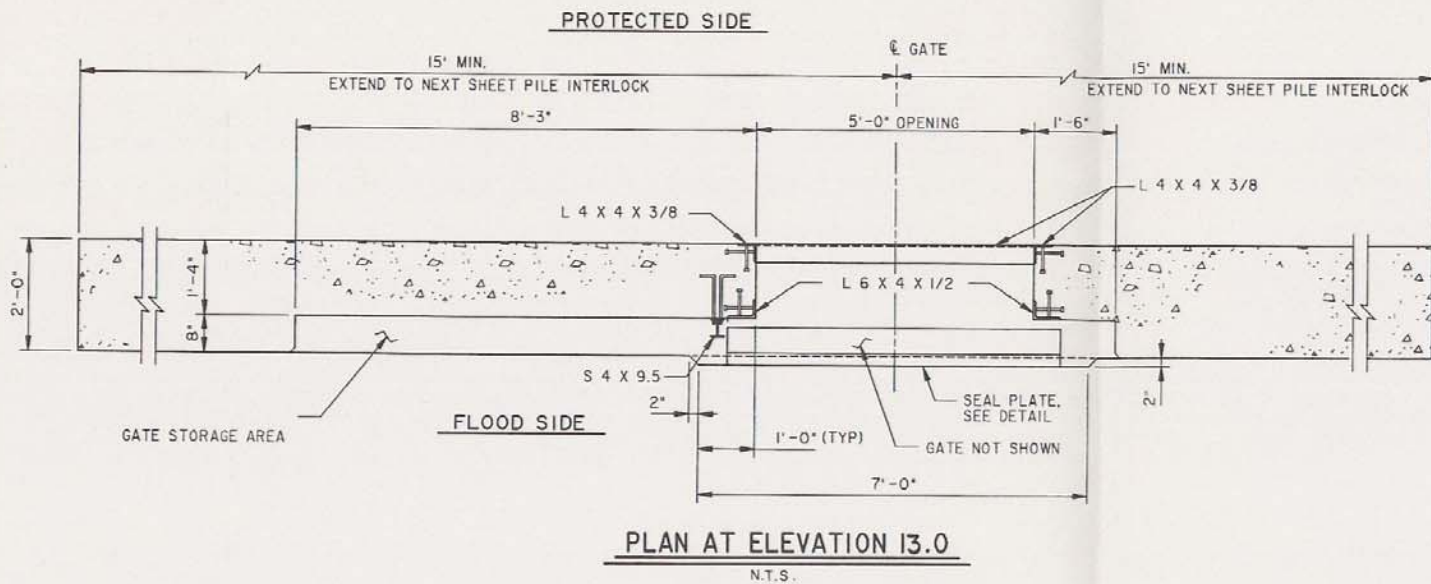 PROTECTED SIDE
℄ GATE
15' MIN.
EXTEND TO NEXT SHEET PILE INTERLOCK
15' MIN.
EXTEND TO NEXT SHEET PILE INTERLOCK
8'-3"
5'-0" OPENING
1'-6"
L 4 X 4 X 3/8
L 4 X 4 X 3/8
2'-0"
1'-4"
8"
L 6 X 4 X 1/2
S 4 X 9.5
2"
SEAL PLATE,
SEE DETAIL
2"
GATE STORAGE AREA
FLOOD SIDE
1'-0" (TYP)
GATE NOT SHOWN
7'-0"
PLAN AT ELEVATION 13.0
N.T.S.